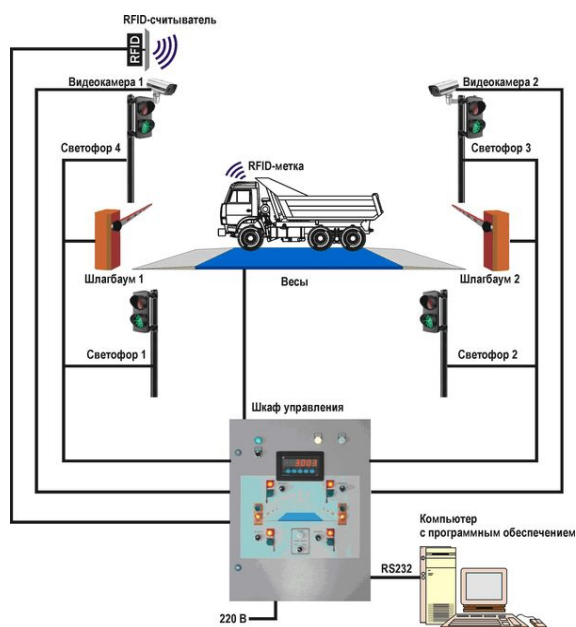 RFID-считыватель
RFID
Видеокамера 1
Видеокамера 2
Светофор 4
Светофор 3
RFID-метка
Шлагбаум 1
Весы
Шлагбаум 2
Светофор 1
Светофор 2
Шкаф управления
3003
Компьютер
с программным обеспечением
RS232
220 В